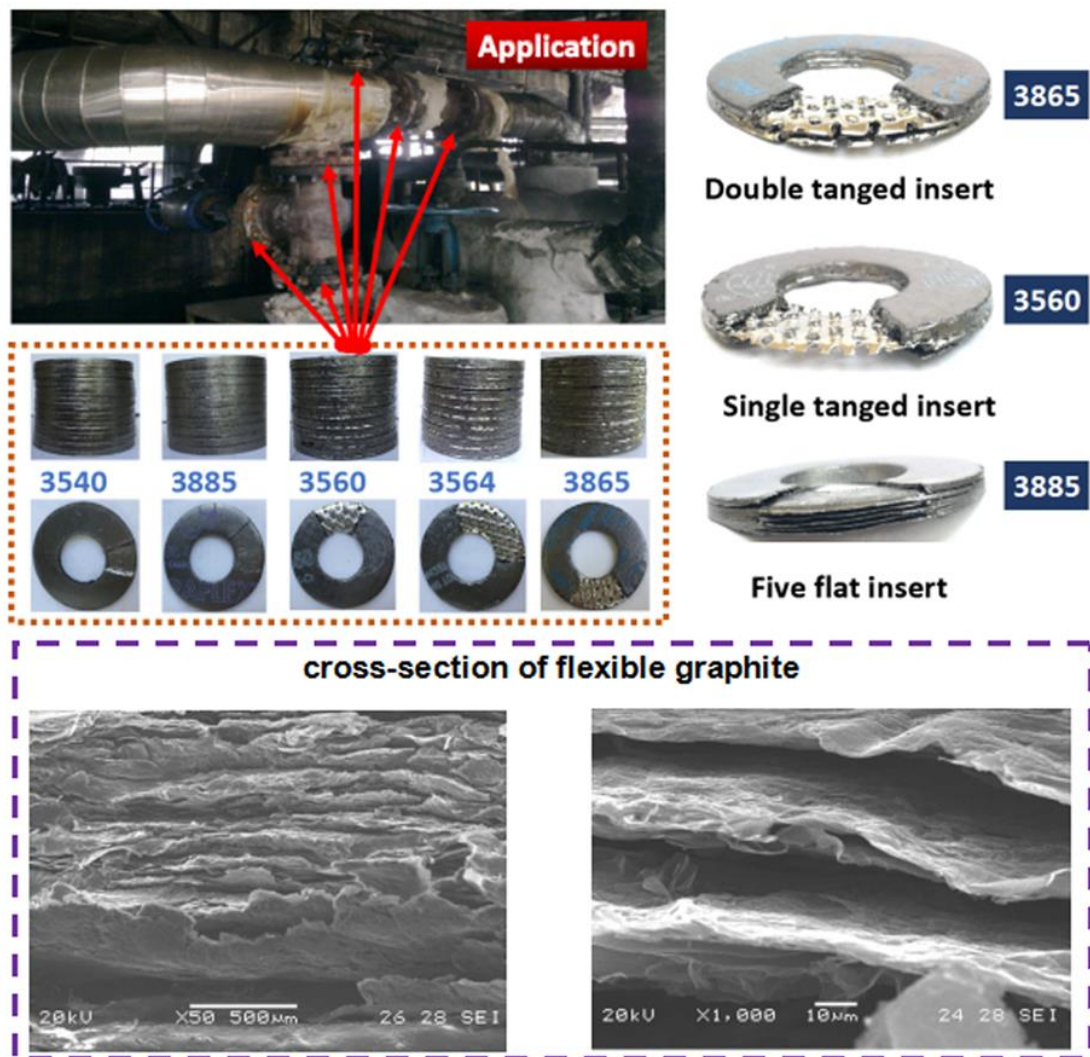 Application
3865
Double tanged insert
3560
Single tanged insert
3885
Five flat insert
3540 3885 3560 3564 3865
cross-section of flexible graphite
20kV X50 500µm 26 28 SEI
20kV X1,000 10µm 24 28 SEI